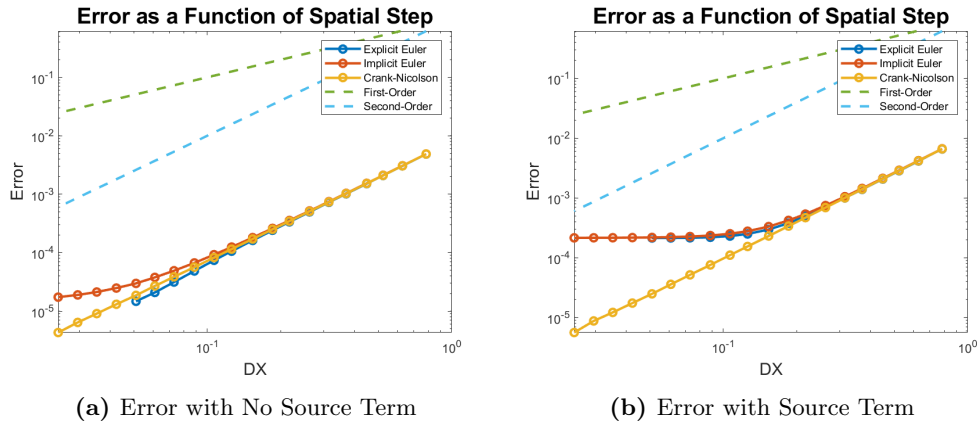 Error as a Function of Spatial Step
Explicit Euler
Implicit Euler
Crank-Nicolson
First-Order
Second-Order
10^-1
10^-2
10^-3
10^-4
10^-5
Error
10^-1
10^0
DX
(a) Error with No Source Term
Error as a Function of Spatial Step
Explicit Euler
Implicit Euler
Crank-Nicolson
First-Order
Second-Order
10^-1
10^-2
10^-3
10^-4
10^-5
Error
10^-1
10^0
DX
(b) Error with Source Term